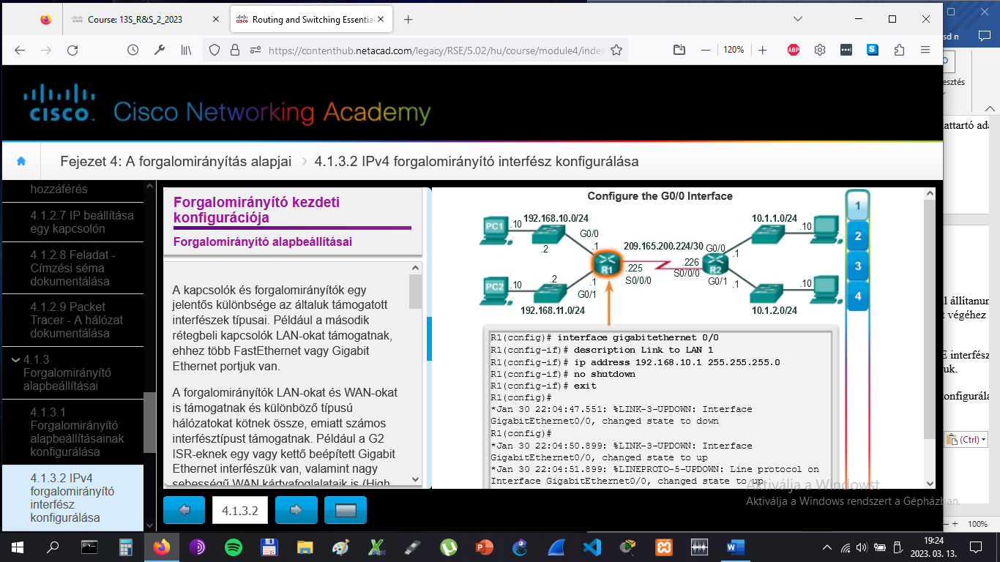 Course: 13S_R&S_2_2023
Routing and Switching Essential
https://contenthub.netacad.com/legacy/RSE/5.02/hu/course/module4/index
120%
ABP
S
sd n
CISCO.
Cisco Networking Academy
Fejezet 4: A forgalomirányítás alapjai
4.1.3.2 IPv4 forgalomirányító interfész konfigurálása
hozzáférés
4.1.2.7 IP beállítása
egy kapcsolón
4.1.2.8 Feladat -
Címzési séma
dokumentálása
4.1.2.9 Packet
Tracer - A hálózat
dokumentálása
4.1.3
Forgalomirányító
alapbeállításai
4.1.3.1
Forgalomirányító
alapbeállításainak
konfigurálása
4.1.3.2 IPv4
forgalomirányító
interfész
konfigurálása
Forgalomirányító kezdeti
konfigurációja
Forgalomirányító alapbeállításai
A kapcsolók és forgalomirányítók egy
jelentős különbsége az általuk támogatott
interfészek típusai. Például a második
rétegbeli kapcsolók LAN-okat támogatnak,
ehhez több FastEthernet vagy Gigabit
Ethernet portjuk van.
A forgalomirányítók LAN-okat és WAN-okat
is támogatnak és különböző típusú
hálózatokat kötnek össze, emiatt számos
interfésztípust támogatnak. Például a G2
ISR-eknek egy vagy kettő beépített Gigabit
Ethernet interfészük van, valamint nagy
sebességű WAN kártyafoglalataik is (High
4.1.3.2
Configure the G0/0 Interface
PC1
.10
192.168.10.0/24
G0/0
.2
.1
R1
PC2
.10
.2
.1
G0/1
192.168.11.0/24
209.165.200.224/30
.225
S0/0/0
.226
S0/0/0
G0/0
R2
G0/1
.1
.1
10.1.1.0/24
.10
.10
10.1.2.0/24
1
2
3
4
R1(config)# interface gigabitethernet 0/0
R1(config-if)# description Link to LAN 1
R1(config-if)# ip address 192.168.10.1 255.255.255.0
R1(config-if)# no shutdown
R1(config-if)# exit
R1(config)#
*Jan 30 22:04:47.551: %LINK-3-UPDOWN: Interface
GigabitEthernet0/0, changed state to down
R1(config)#
*Jan 30 22:04:50.899: %LINK-3-UPDOWN: Interface
GigabitEthernet0/0, changed state to up
*Jan 30 22:04:51.899: %LINEPROTO-5-UPDOWN: Line protocol on
Interface GigabitEthernet0/0, changed state to up
Aktiválja a Windowst
Aktiválja a Windows rendszert a Gépházban.
esztés
attartó ada
l állítanun
t végéhez
E interfész
uk.
onfigurála
(Ctrl)
100%
19:24
2023. 03. 13.